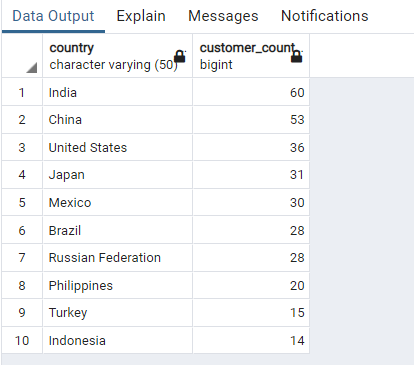 Data Output Explain Messages Notifications
country customer_count
character varying (50) bigint
1 India 60
2 China 53
3 United States 36
4 Japan 31
5 Mexico 30
6 Brazil 28
7 Russian Federation 28
8 Philippines 20
9 Turkey 15
10 Indonesia 14